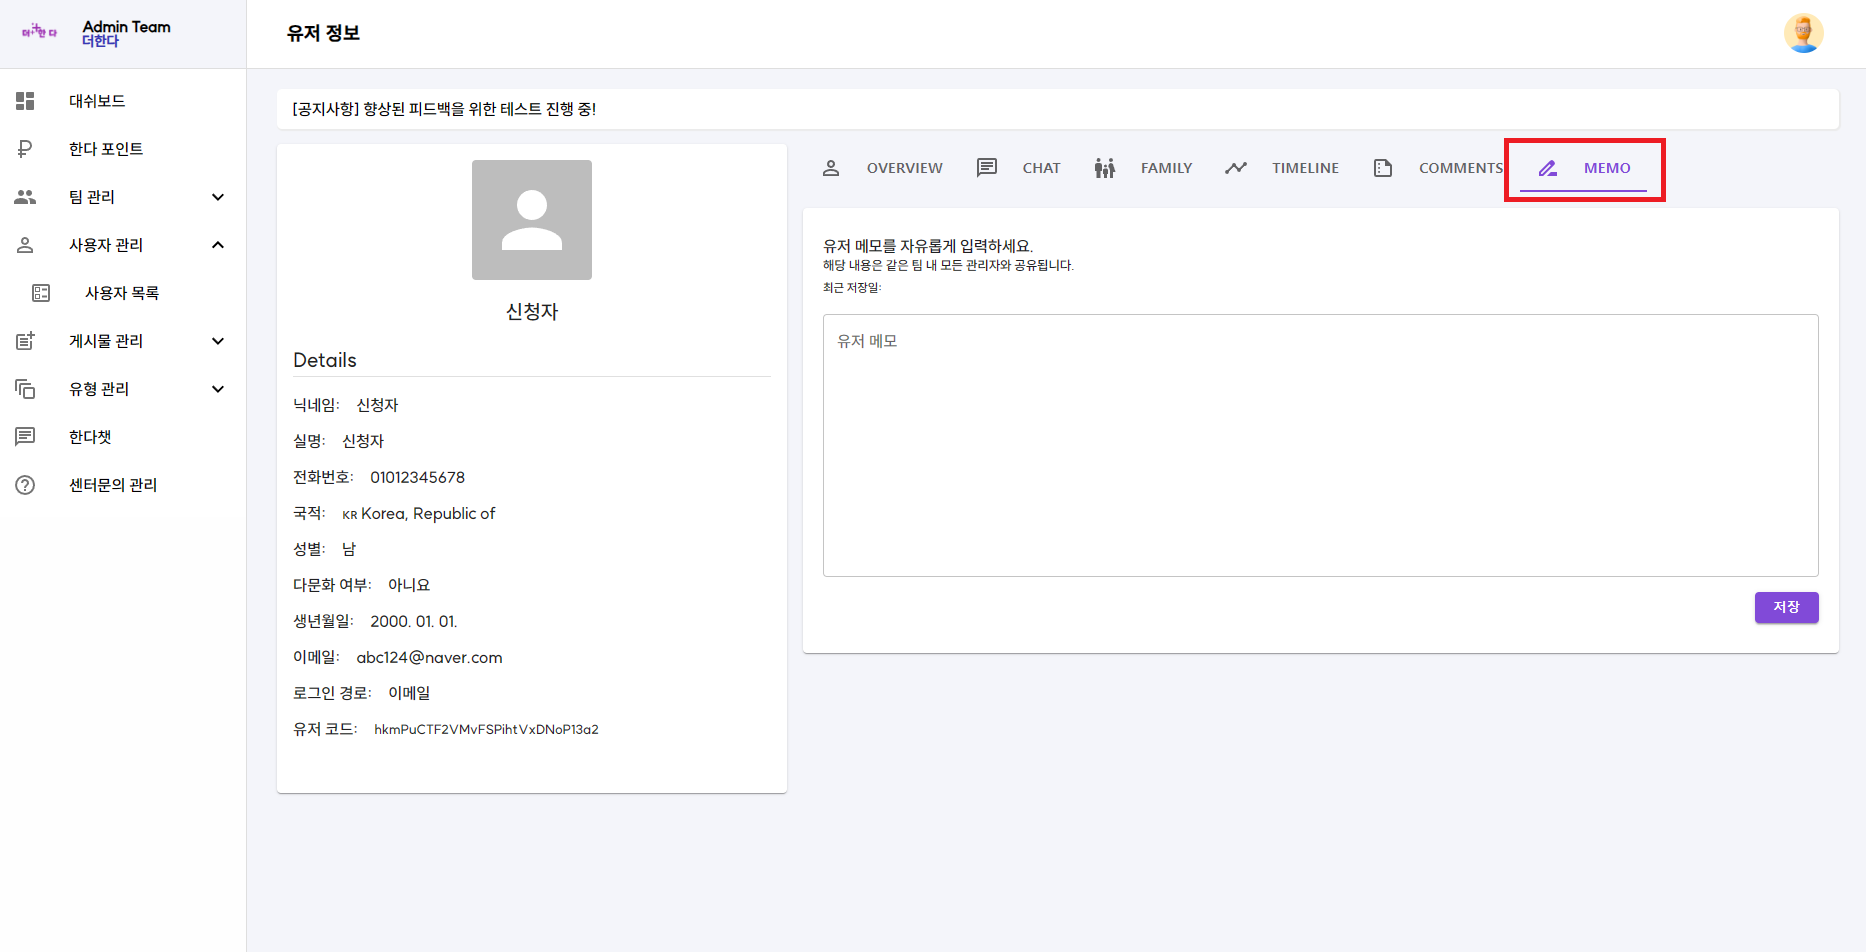 더한다
Admin Team
더한다
유저 정보
대쉬보드
한다 포인트
팀 관리
사용자 관리
사용자 목록
게시물 관리
유형 관리
한다챗
센터문의 관리
[공지사항] 향상된 피드백을 위한 테스트 진행 중!
신청자
Details
닉네임: 신청자
실명: 신청자
전화번호: 01012345678
국적: KR Korea, Republic of
성별: 남
다문화 여부: 아니요
생년월일: 2000. 01. 01.
이메일: abc124@naver.com
로그인 경로: 이메일
유저 코드: hkmPuCTF2VMvFSPihtVxDNoP13a2
OVERVIEW CHAT FAMILY TIMELINE COMMENTS MEMO
유저 메모를 자유롭게 입력하세요.
해당 내용은 같은 팀 내 모든 관리자와 공유됩니다.
최근 저장일:
유저 메모
저장